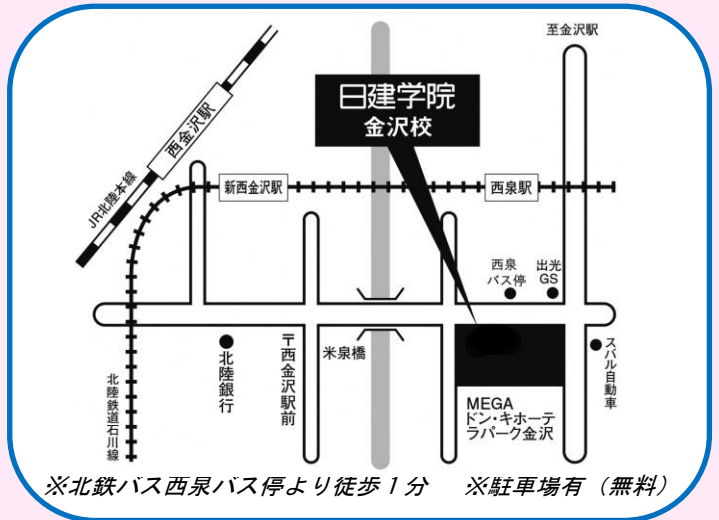 至金沢駅
日建学院
金沢校
西金沢駅
JR北陸本線
新西金沢駅
西泉駅
西泉
バス停
出光
GS
北陸銀行
〒西金沢駅前
米泉橋
スバル自動車
北陸鉄道石川線
MEGA
ドン・キホーテ
ラパーク金沢
※北鉄バス西泉バス停より徒歩1分 ※駐車場有（無料）